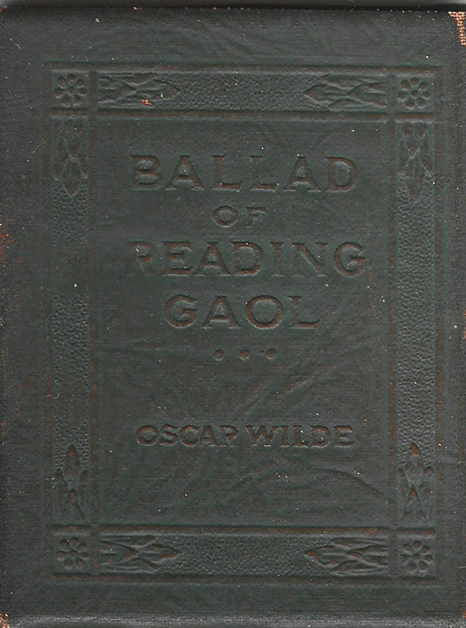 BALLAD
OF
READING
GAOL
• • •
OSCAR WILDE